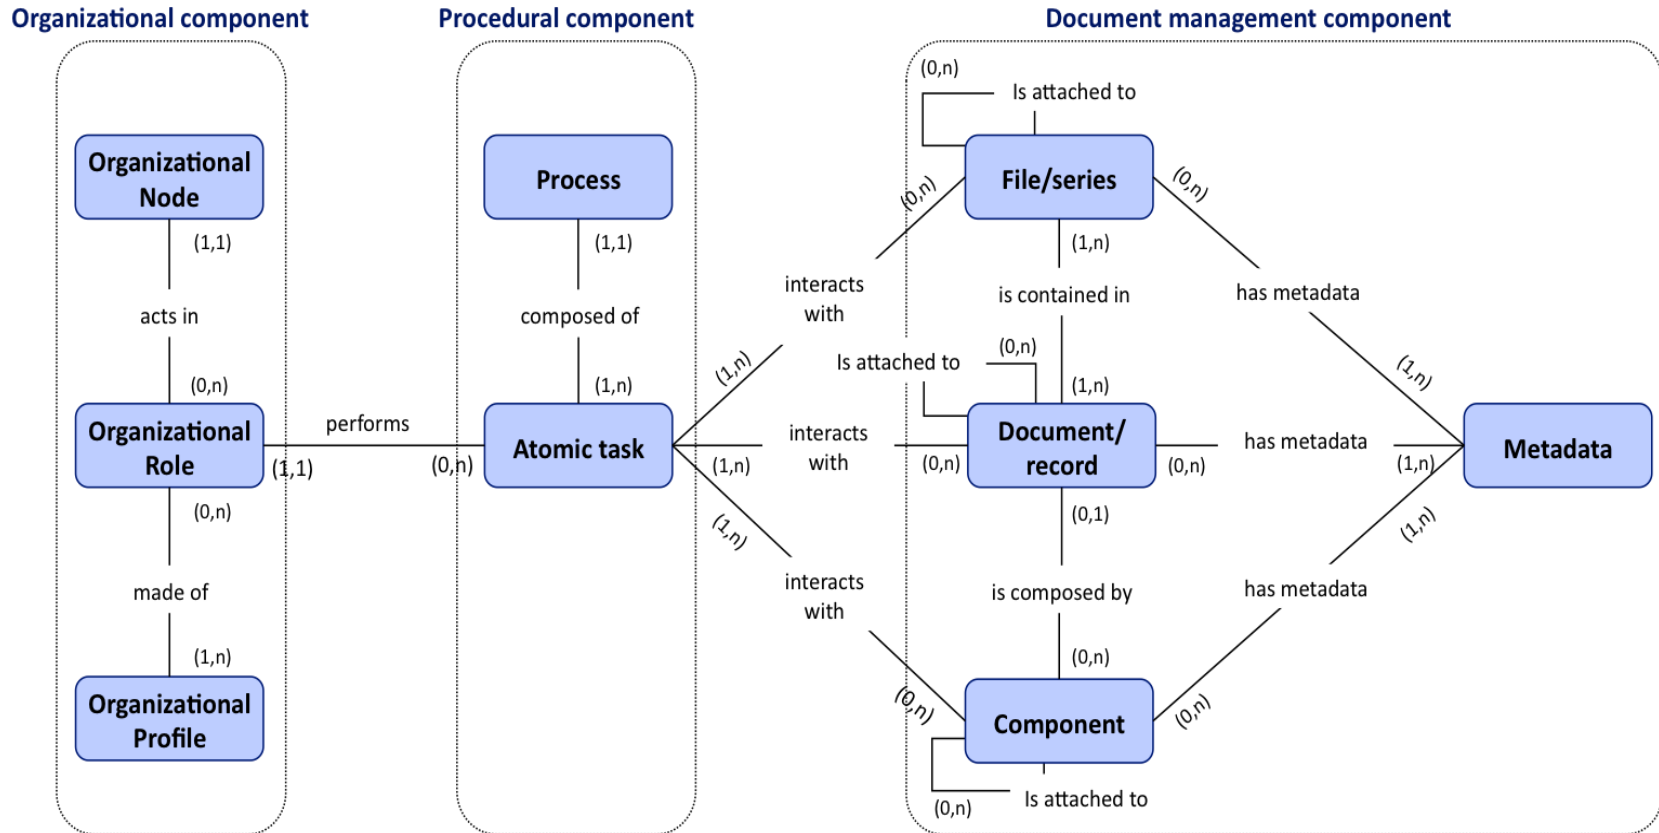 Organizational component
Procedural component
Document management component
(0,n)
Is attached to
Organizational
Node
Process
File/series
(0,n)
(0,n)
(1,1)
(1,1)
(1,n)
interacts
with
is contained in
has metadata
acts in
composed of
(0,n)
Is attached to
(1,n)
(1,n)
(0,n)
(1,n)
(1,n)
Organizational
Role
performs
(1,1)
(0,n)
Atomic task
interacts
with
(1,n)
(0,n)
Document/
record
has metadata
(0,n)
(1,n)
Metadata
(0,n)
(1,n)
(0,1)
(1,n)
made of
interacts
with
is composed by
has metadata
(1,n)
(0,n)
(0,n)
(0,n)
Organizational
Profile
Component
(0,n)
Is attached to